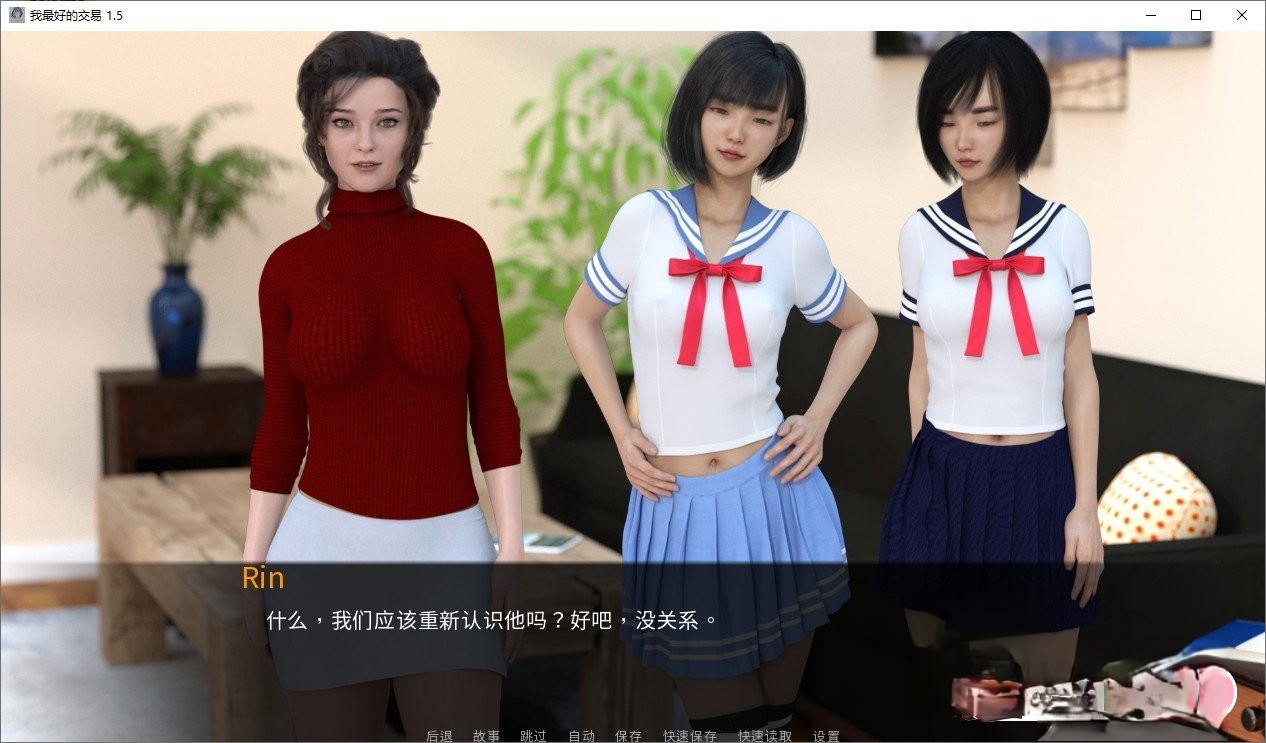 我最好的交易 1.5
Rin
什么，我们应该重新认识他吗？好吧，没关系。
后退 故事 跳过 自动 保存 快速保存 快速读取 设置